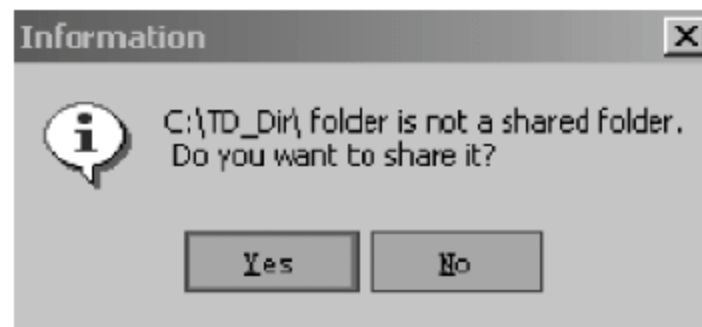 Information
C:\TD_Dir\ folder is not a shared folder.
Do you want to share it?
Yes No